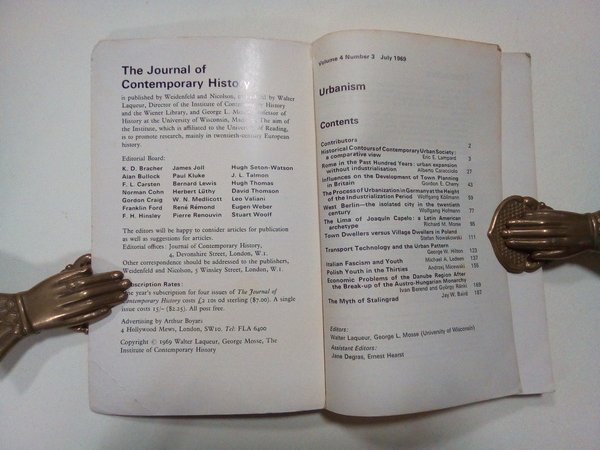 The Journal of
Contemporary Hist y
is published by Weidenfeld and Nicolson, by Walter
Laqueur, Director of the Institute of Contemp History
and the Wiener Library, and George L. Professor of
History at the University of Wisconsin, The aim of
the Institute, which is affiliated to the Univ of Reading,
is to promote research, mainly in twentieth-century European
history.
Editorial Board:
K. D. Bracher James Joll Hugh Seton-Watson
Alan Bullock Paul Kluke J. L. Talmon
F. L. Carsten Bernard Lewis Hugh Thomas
Norman Cohn Herbert Lüthy David Thomson
Gordon Craig W. N. Medlicott Leo Valiani
Franklin Ford René Rémond Eugen Weber
F. H. Hinsley Pierre Renouvin Stuart Woolf
The editors will be happy to consider articles for publication
as well as suggestions for articles.
Editorial offices: Journal of Contemporary History,
4, Devonshire Street, London, W.1.
Other correspondence should be addressed to the publishers,
Weidenfeld and Nicolson, 5 Winsley Street, London, W.1.
bscription Rates:
year's subscription for four issues of The Journal of
temporary History costs £2 10s od sterling ($7.00). A single
issue costs 15/- ($2.25). All post free.
Advertising by Arthur Boyars
4 Hollywood Mews, London, SW10. Tel: FLA 6400
Copyright © 1969 Walter Laqueur, George Mosse, The
Institute of Contemporary History
Volume 4 Number 3 July 1969
Urbanism
Contents
Contributors 2
Historical Contours of Contemporary Urban Society:
a comparative view Eric E. Lampard 3
Rome in the Past Hundred Years: urban expansion
without industrialisation Alberto Caracciolo 27
Influences on the Development of Town Planning
in Britain Gordon E. Cherry 43
The Process of Urbanization in Germany at the Height
of the Industrialization Period Wolfgang Köllmann 59
West Berlin—the isolated city in the twentieth
century Wolfgang Hofmann 77
The Lima of Joaquín Capelo: a Latin American
archetype Richard M. Morse 95
Town Dwellers versus Village Dwellers in Poland
Stefan Nowakowski 111
Transport Technology and the Urban Pattern
George W. Hilton 123
Italian Fascism and Youth Michael A. Ledeen 137
Polish Youth in the Thirties Andrzej Micewski 155
Economic Problems of the Danube Region After
the Break-up of the Austro-Hungarian Monarchy
Ivan Berend and György Ránki 169
The Myth of Stalingrad Jay W. Baird 187
Editors:
Walter Laqueur, George L. Mosse (University of Wisconsin)
Assistant Editors:
Jane Degras, Ernest Hearst